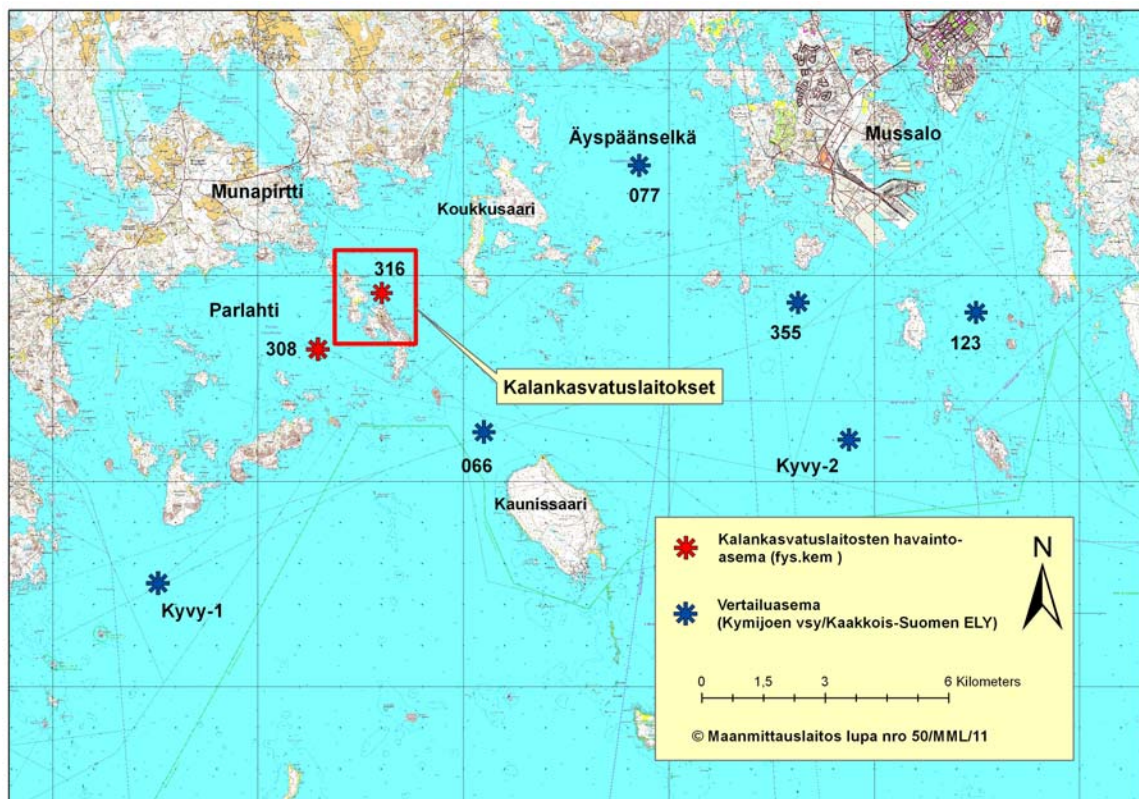 Äyspäänselkä
077
Mussalo
Munapirtti
Koukkusaari
316
Parlahti
308
355
123
Kalankasvatuslaitokset
066
Kyvy-2
Kaunissaari
Kyvy-1
Kalankasvatuslaitosten havainto-
asema (fys.kem )
N
Vertailuasema
(Kymijoen vsy/Kaakkois-Suomen ELY)
0 1,5 3 6 Kilometers
© Maanmittauslaitos lupa nro 50/MML/11